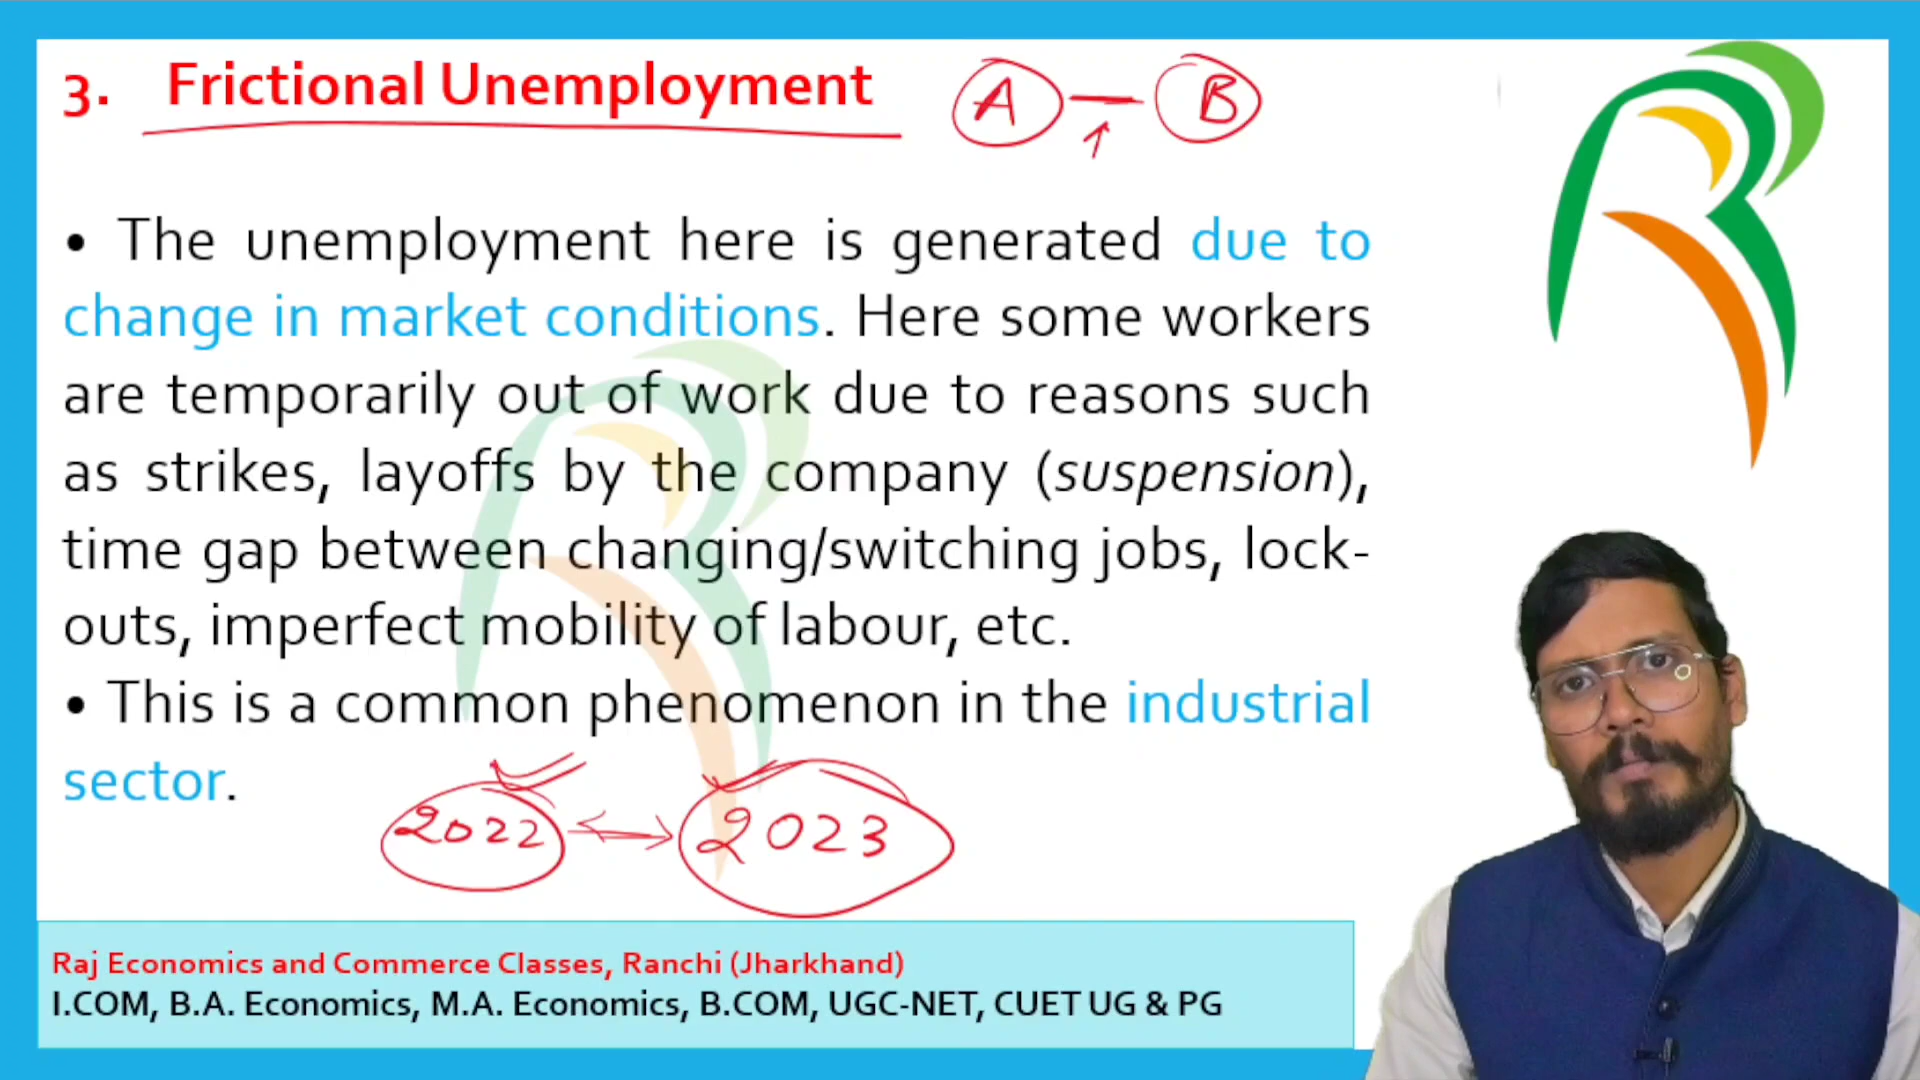 3. Frictional Unemployment A — B
• The unemployment here is generated due to
change in market conditions. Here some workers
are temporarily out of work due to reasons such
as strikes, layoffs by the company (suspension),
time gap between changing/switching jobs, lock-
outs, imperfect mobility of labour, etc.
• This is a common phenomenon in the industrial
sector.
2022 2023
Raj Economics and Commerce Classes, Ranchi (Jharkhand)
I.COM, B.A. Economics, M.A. Economics, B.COM, UGC-NET, CUET UG & PG